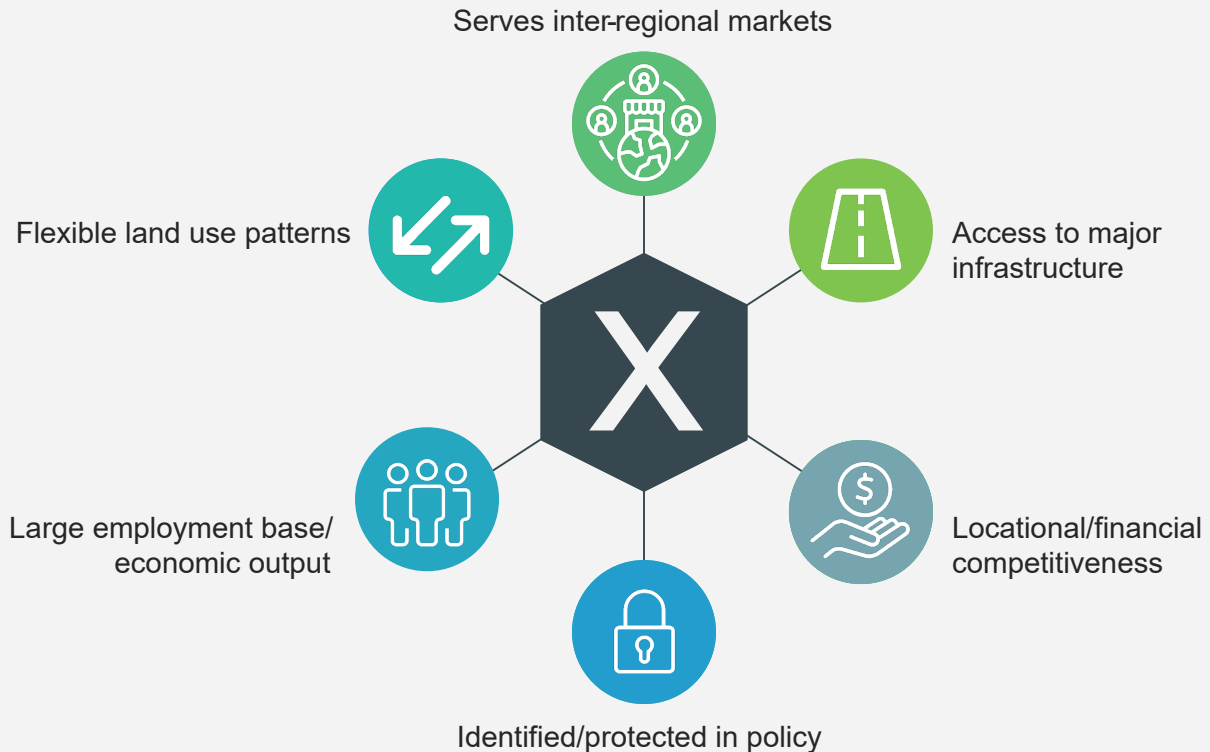 Serves inter-regional markets
Flexible land use patterns
Access to major
infrastructure
X
$
Large employment base/
economic output
Locational/financial
competitiveness
Identified/protected in policy